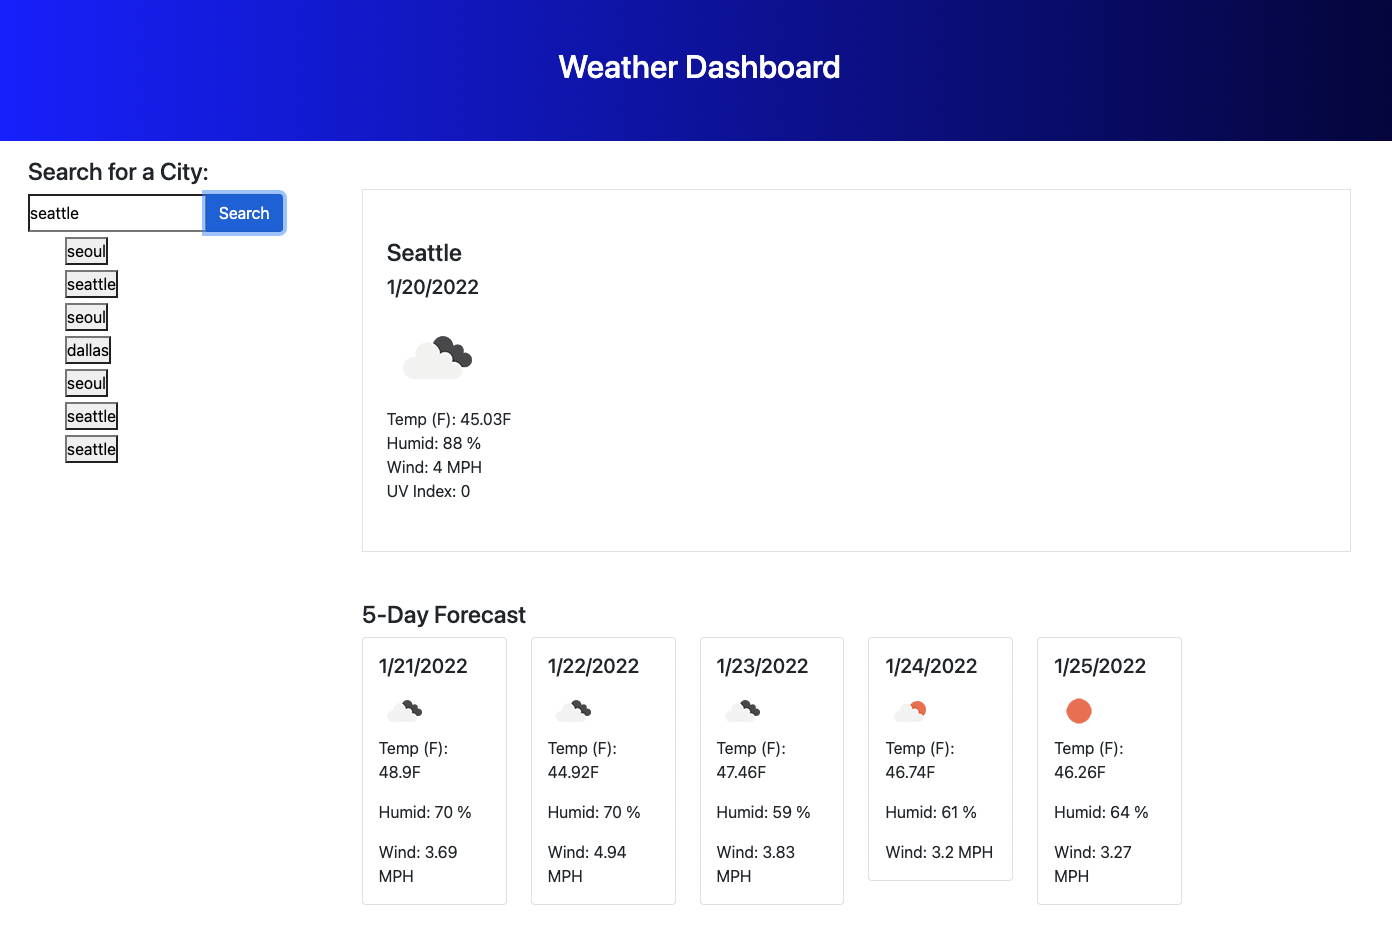 Weather Dashboard
Search for a City:
seattle
Search
seoul
seattle
seoul
dallas
seoul
seattle
seattle
Seattle
1/20/2022
Temp (F): 45.03F
Humid: 88 %
Wind: 4 MPH
UV Index: 0
5-Day Forecast
1/21/2022
Temp (F):
48.9F
Humid: 70 %
Wind: 3.69
MPH
1/22/2022
Temp (F):
44.92F
Humid: 70 %
Wind: 4.94
MPH
1/23/2022
Temp (F):
47.46F
Humid: 59 %
Wind: 3.83
MPH
1/24/2022
Temp (F):
46.74F
Humid: 61 %
Wind: 3.2 MPH
1/25/2022
Temp (F):
46.26F
Humid: 64 %
Wind: 3.27
MPH